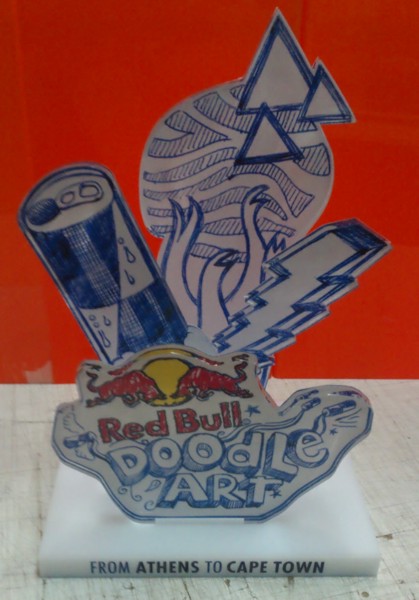 Red Bull
DOODLE
ART
FROM ATHENS TO CAPE TOWN